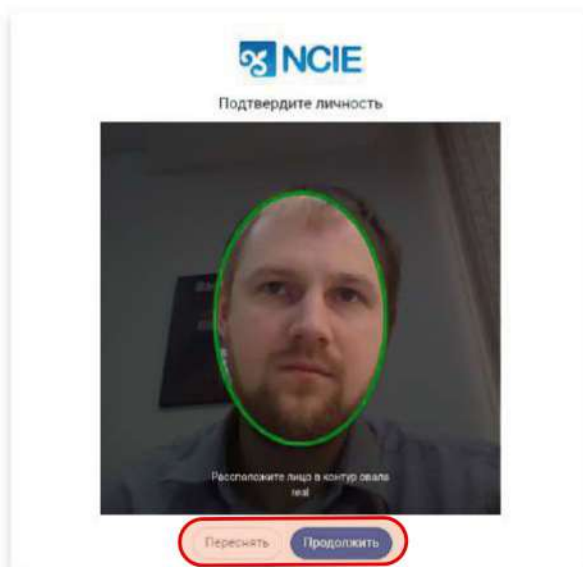 NCIE
Подтвердите личность
Расположите лицо в контур овала
real
Переснять
Продолжить